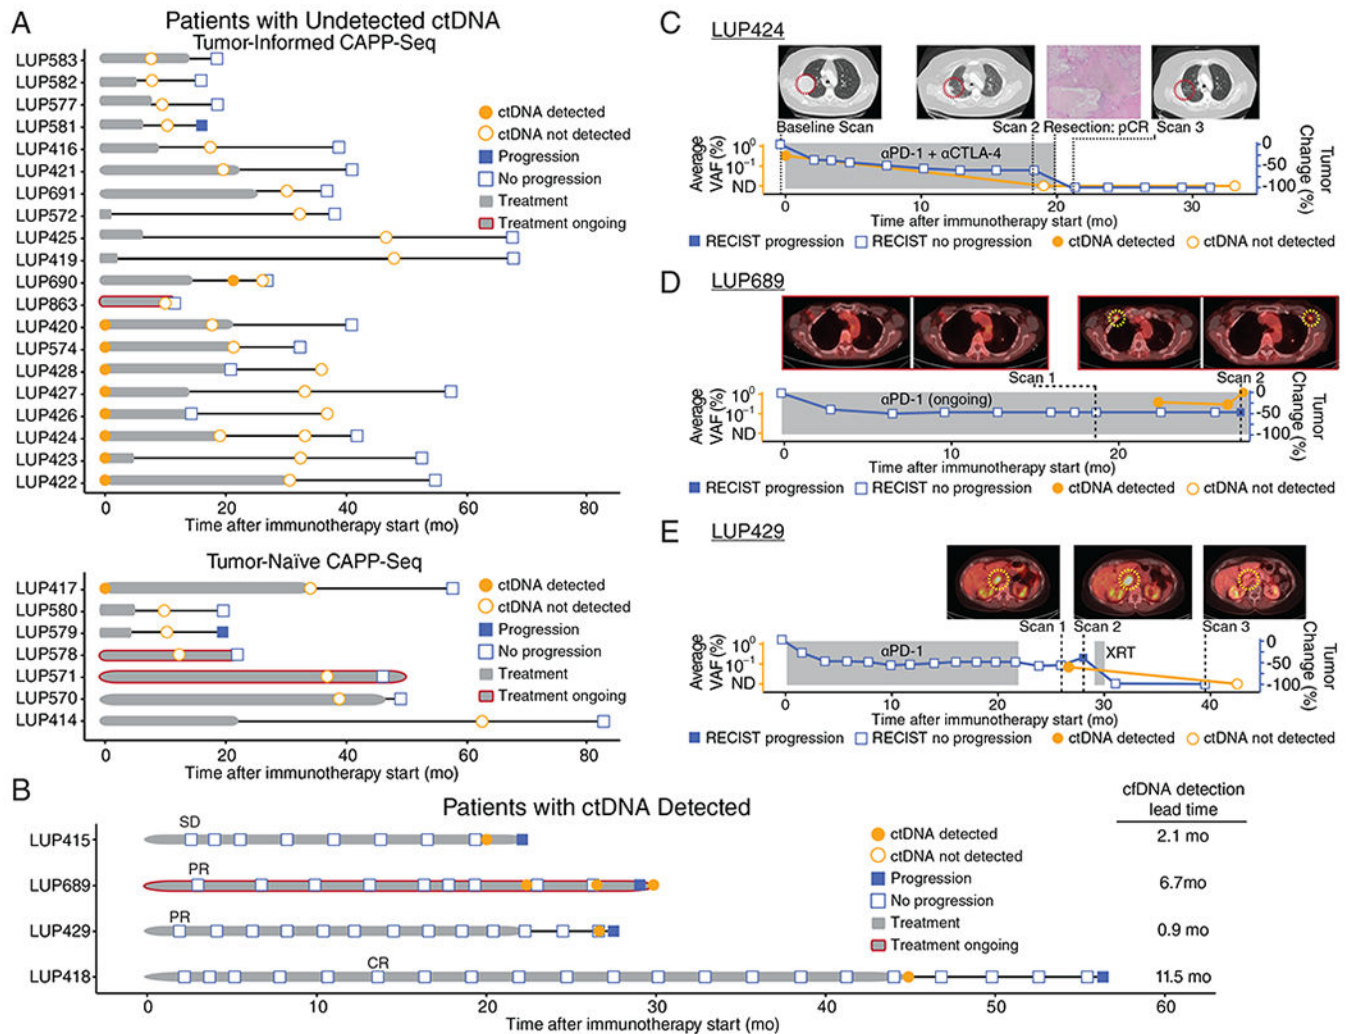 A
Patients with Undetected ctDNA
Tumor-Informed CAPP-Seq
LUP583
LUP582
LUP577
LUP581
LUP416
LUP421
LUP691
LUP572
LUP425
LUP419
LUP690
LUP863
LUP420
LUP574
LUP428
LUP427
LUP426
LUP424
LUP423
LUP422
ctDNA detected
ctDNA not detected
Progression
No progression
Treatment
Treatment ongoing
0 20 40 60 80
Time after immunotherapy start (mo)
Tumor-Naïve CAPP-Seq
LUP417
LUP580
LUP579
LUP578
LUP571
LUP570
LUP414
ctDNA detected
ctDNA not detected
Progression
No progression
Treatment
Treatment ongoing
0 20 40 60 80
Time after immunotherapy start (mo)
B
Patients with ctDNA Detected
LUP415
LUP689
LUP429
LUP418
SD
PR
PR
CR
ctDNA detected
ctDNA not detected
Progression
No progression
Treatment
Treatment ongoing
cfDNA detection
lead time
2.1 mo
6.7mo
0.9 mo
11.5 mo
0 10 20 30 40 50 60
Time after immunotherapy start (mo)
C
LUP424
Baseline Scan Scan 2 Resection: pCR Scan 3
Average
VAF (%)
10⁰
10⁻¹
ND
αPD-1 + αCTLA-4
0
-50
-100
Tumor
Change (%)
0 10 20 30
Time after immunotherapy start (mo)
RECIST progression RECIST no progression ctDNA detected ctDNA not detected
D
LUP689
Scan 1 Scan 2
Average
VAF (%)
10⁰
10⁻¹
ND
αPD-1 (ongoing)
0
-50
-100
Tumor
Change (%)
0 10 20
Time after immunotherapy start (mo)
RECIST progression RECIST no progression ctDNA detected ctDNA not detected
E
LUP429
Scan 1 Scan 2 Scan 3
Average
VAF (%)
10⁰
10⁻¹
ND
αPD-1
XRT
0
-50
-100
Tumor
Change (%)
0 10 20 30 40
Time after immunotherapy start (mo)
RECIST progression RECIST no progression ctDNA detected ctDNA not detected